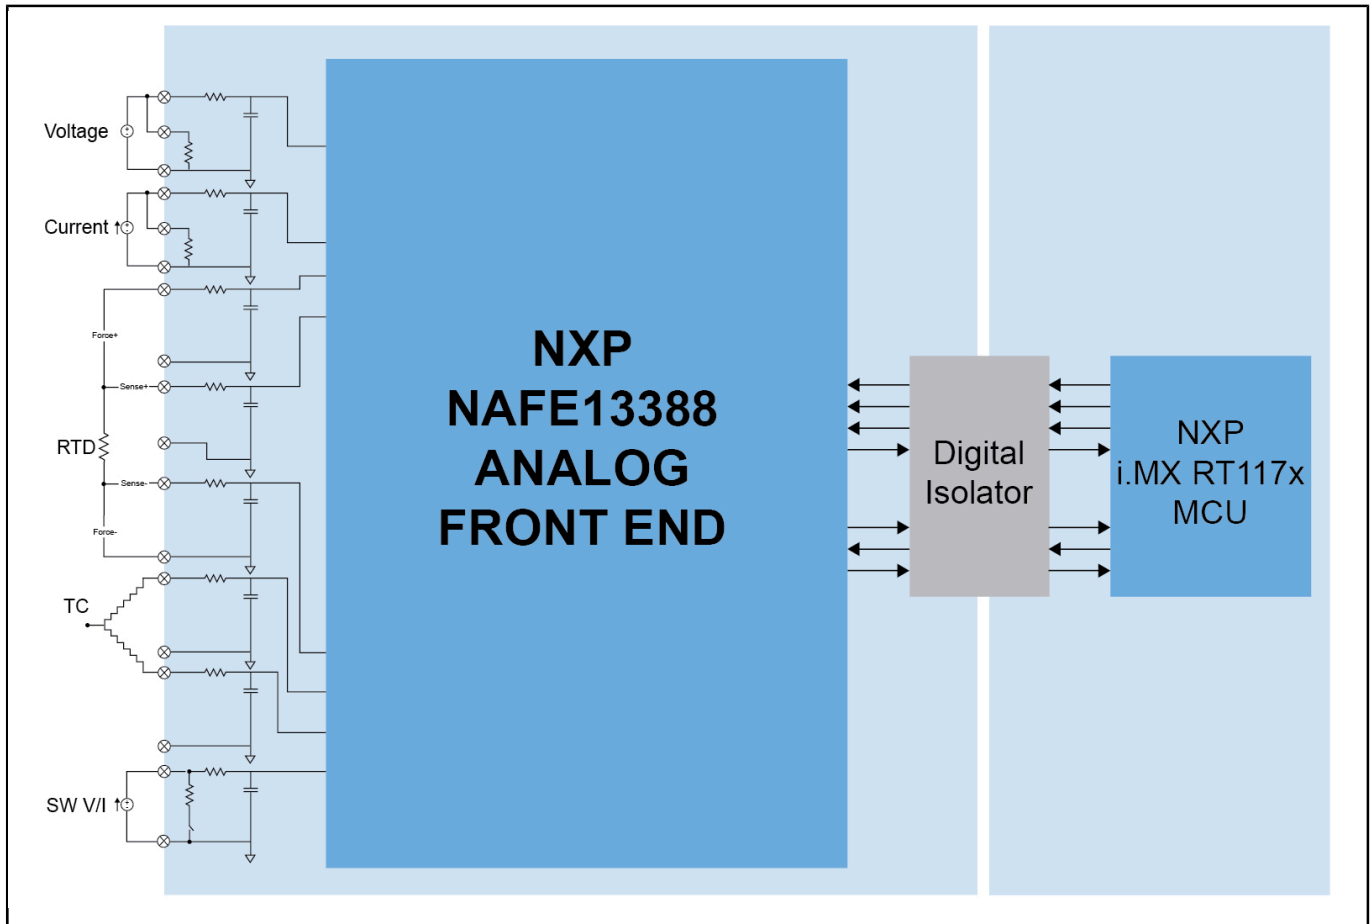 Voltage
Current
Force+
Sense+
RTD
Sense-
Force-
TC
SW V/I
NXP
NAFE13388
ANALOG
FRONT END
Digital
Isolator
NXP
i.MX RT117x
MCU